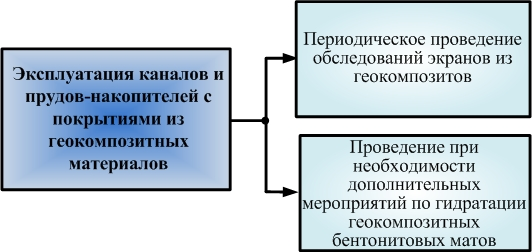 Эксплуатация каналов и
прудов-накопителей с
покрытиями из
геокомпозитных
материалов
Периодическое проведение
обследований экранов из
геокомпозитов
Проведение при
необходимости
дополнительных
мероприятий по гидратации
геокомпозитных
бентонитовых матов